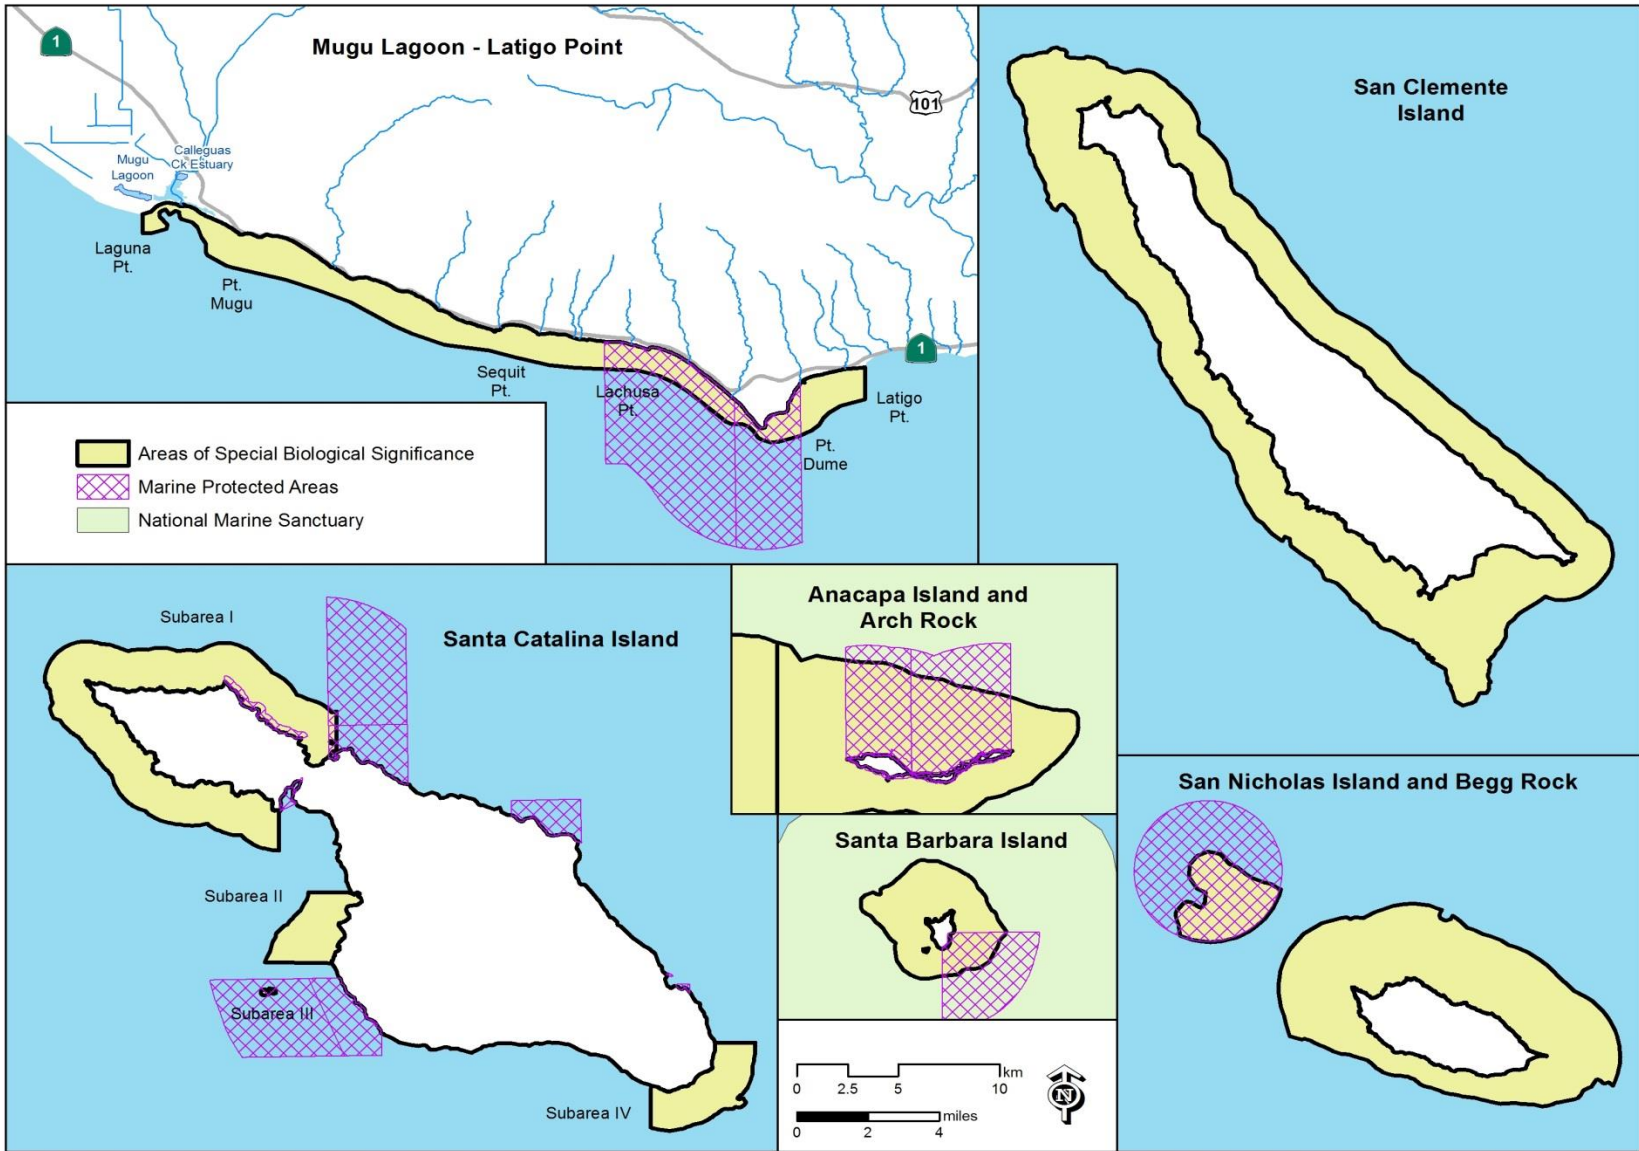 1
Mugu Lagoon - Latigo Point
101
Calleguas
Ck Estuary
Mugu
Lagoon
Laguna
Pt.
Pt.
Mugu
Sequit
Pt.
Lachusa
Pt.
1
Latigo
Pt.
Pt.
Dume
Areas of Special Biological Significance
Marine Protected Areas
National Marine Sanctuary
San Clemente
Island
Subarea I
Santa Catalina Island
Subarea II
Subarea III
Subarea IV
Anacapa Island and
Arch Rock
Santa Barbara Island
San Nicholas Island and Begg Rock
km
0 2.5 5 10
miles
0 2 4
N